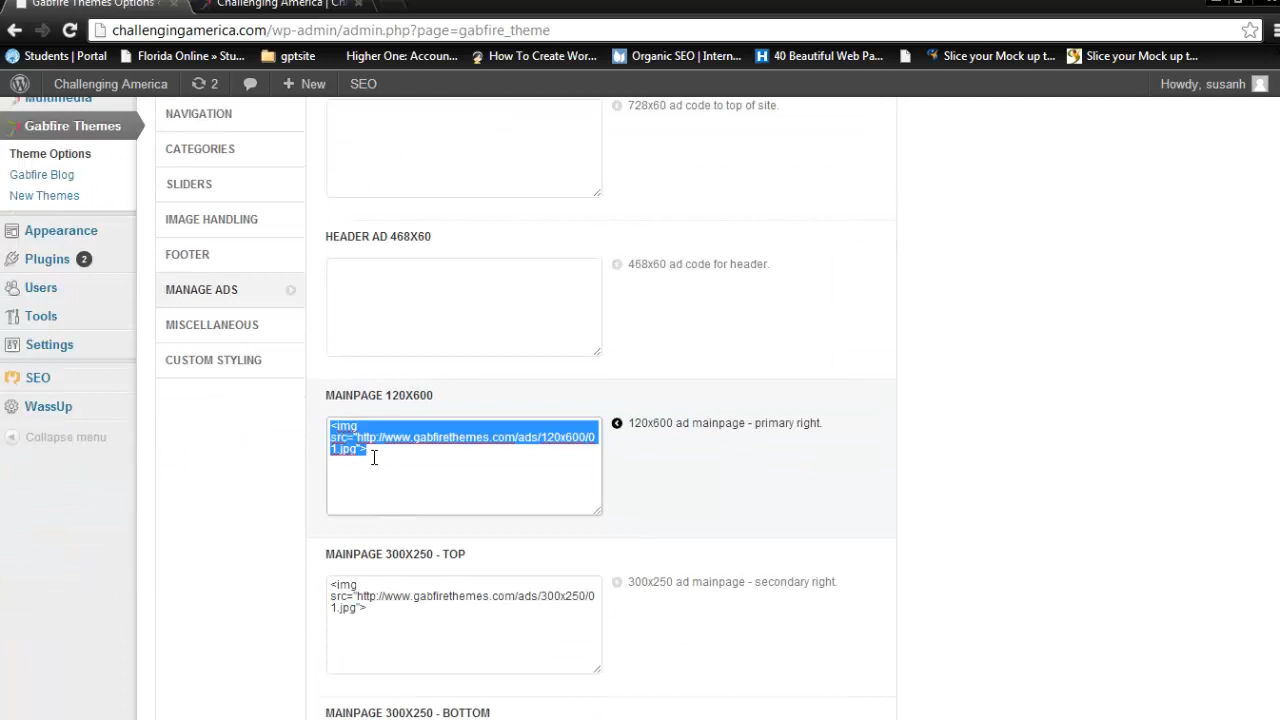 Gabfire Themes Options
Challenging America | Ch
challengingamerica.com/wp-admin/admin.php?page=gabfire_theme
Students | Portal
Florida Online » Stu...
gptsite
Higher One: Accoun...
How To Create Wor...
Organic SEO | Intern...
40 Beautiful Web Pa...
Slice your Mock up t...
Slice your Mock up t...
Challenging America
2
New
SEO
Howdy, susanh
Multimedia
Gabfire Themes
Theme Options
Gabfire Blog
New Themes
Appearance
Plugins 2
Users
Tools
Settings
SEO
WassUp
Collapse menu
NAVIGATION
CATEGORIES
SLIDERS
IMAGE HANDLING
FOOTER
MANAGE ADS
MISCELLANEOUS
CUSTOM STYLING
728x60 ad code to top of site.
HEADER AD 468X60
468x60 ad code for header.
MAINPAGE 120X600
<img
src="http://www.gabfirethemes.com/ads/120x600/0
1.jpg">
120x600 ad mainpage - primary right.
MAINPAGE 300X250 - TOP
<img
src="http://www.gabfirethemes.com/ads/300x250/0
1.jpg">
300x250 ad mainpage - secondary right.
MAINPAGE 300X250 - BOTTOM